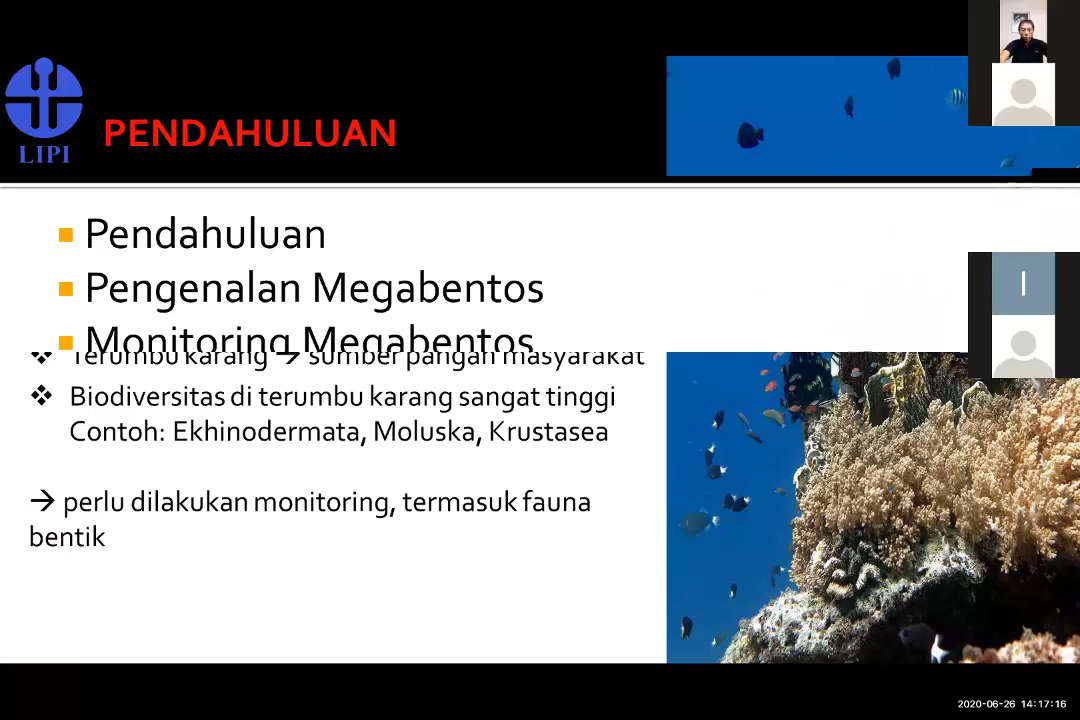 LIPI
PENDAHULUAN
Pendahuluan
Pengenalan Megabentos
Monitoring Megabentos
Terumbu karang → sumber pangan masyarakat
Biodiversitas di terumbu karang sangat tinggi
Contoh: Ekhinodermata, Moluska, Krustasea
→ perlu dilakukan monitoring, termasuk fauna
bentik
I
2020-06-26 14:17:16